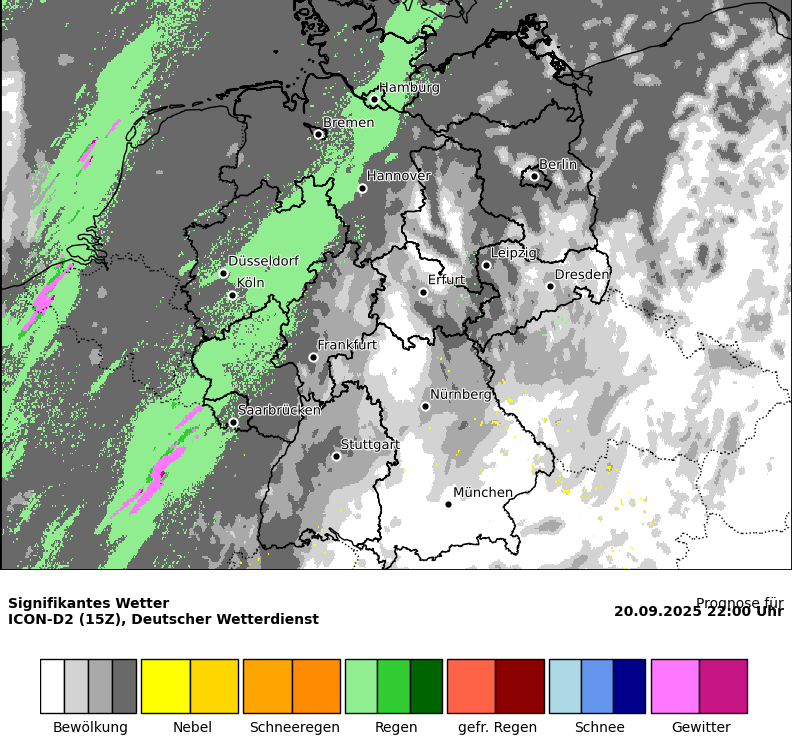 Hamburg
Bremen
Berlin
Hannover
Leipzig
Düsseldorf
Dresden
Erfurt
Köln
Frankfurt
Nürnberg
Saarbrücken
Stuttgart
München
Signifikantes Wetter
Prognose für
ICON-D2 (15Z), Deutscher Wetterdienst
20.09.2025 22:00 Uhr
Bewölkung
Nebel
Schneeregen
Regen
gefr. Regen
Schnee
Gewitter